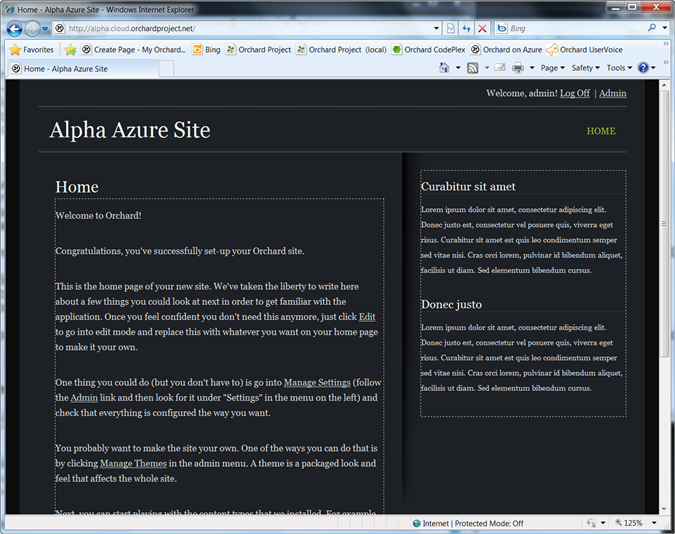 Home - Alpha Azure Site - Windows Internet Explorer
http://alpha.cloud.orchardproject.net/
Bing
Favorites
Create Page - My Orchard...
Bing
Orchard Project
Orchard Project (local)
Orchard CodePlex
Orchard on Azure
Orchard UserVoice
Home - Alpha Azure Site
Page
Safety
Tools
Welcome, admin! Log Off | Admin
Alpha Azure Site
HOME
Home
Welcome to Orchard!
Congratulations, you've successfully set-up your Orchard site.
This is the home page of your new site. We've taken the liberty to write here
about a few things you could look at next in order to get familiar with the
application. Once you feel confident you don't need this anymore, just click Edit
to go into edit mode and replace this with whatever you want on your home page
to make it your own.
One thing you could do (but you don't have to) is go into Manage Settings (follow
the Admin link and then look for it under "Settings" in the menu on the left) and
check that everything is configured the way you want.
You probably want to make the site your own. One of the ways you can do that is
by clicking Manage Themes in the admin menu. A theme is a packaged look and
feel that affects the whole site.
Next, you can start playing with the content types that we installed. For example,
Curabitur sit amet
Lorem ipsum dolor sit amet, consectetur adipiscing elit.
Donec justo est, consectetur vel posuere quis, viverra eget
risus. Curabitur sit amet est quis leo condimentum semper
sed vitae nisi. Cras orci lorem, pulvinar id bibendum aliquet,
facilisis ut diam. Sed elementum bibendum cursus.
Donec justo
Lorem ipsum dolor sit amet, consectetur adipiscing elit.
Donec justo est, consectetur vel posuere quis, viverra eget
risus. Curabitur sit amet est quis leo condimentum semper
sed vitae nisi. Cras orci lorem, pulvinar id bibendum aliquet,
facilisis ut diam. Sed elementum bibendum cursus.
Internet | Protected Mode: Off
125%